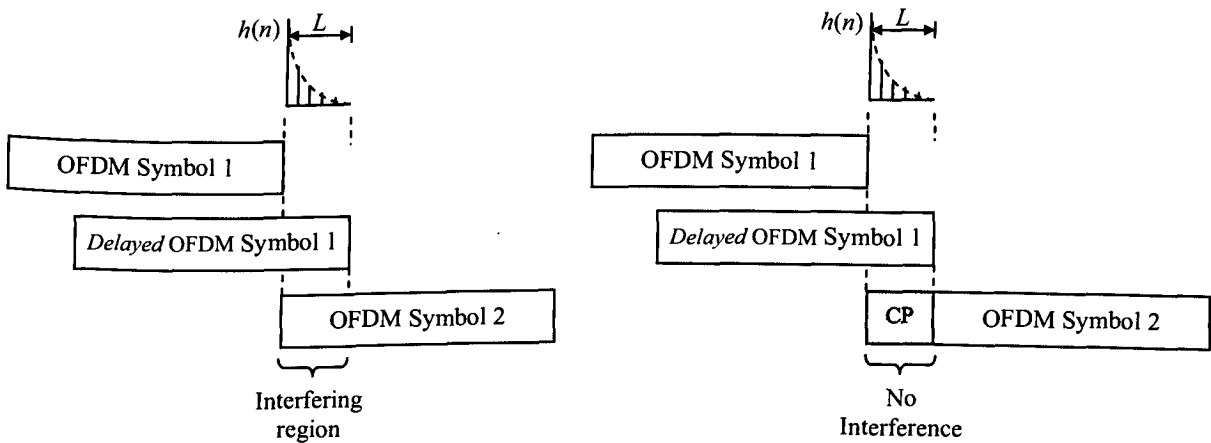 h(n)
L
OFDM Symbol 1
Delayed OFDM Symbol 1
OFDM Symbol 2
Interfering
region
h(n)
L
OFDM Symbol 1
Delayed OFDM Symbol 1
CP
OFDM Symbol 2
No
Interference